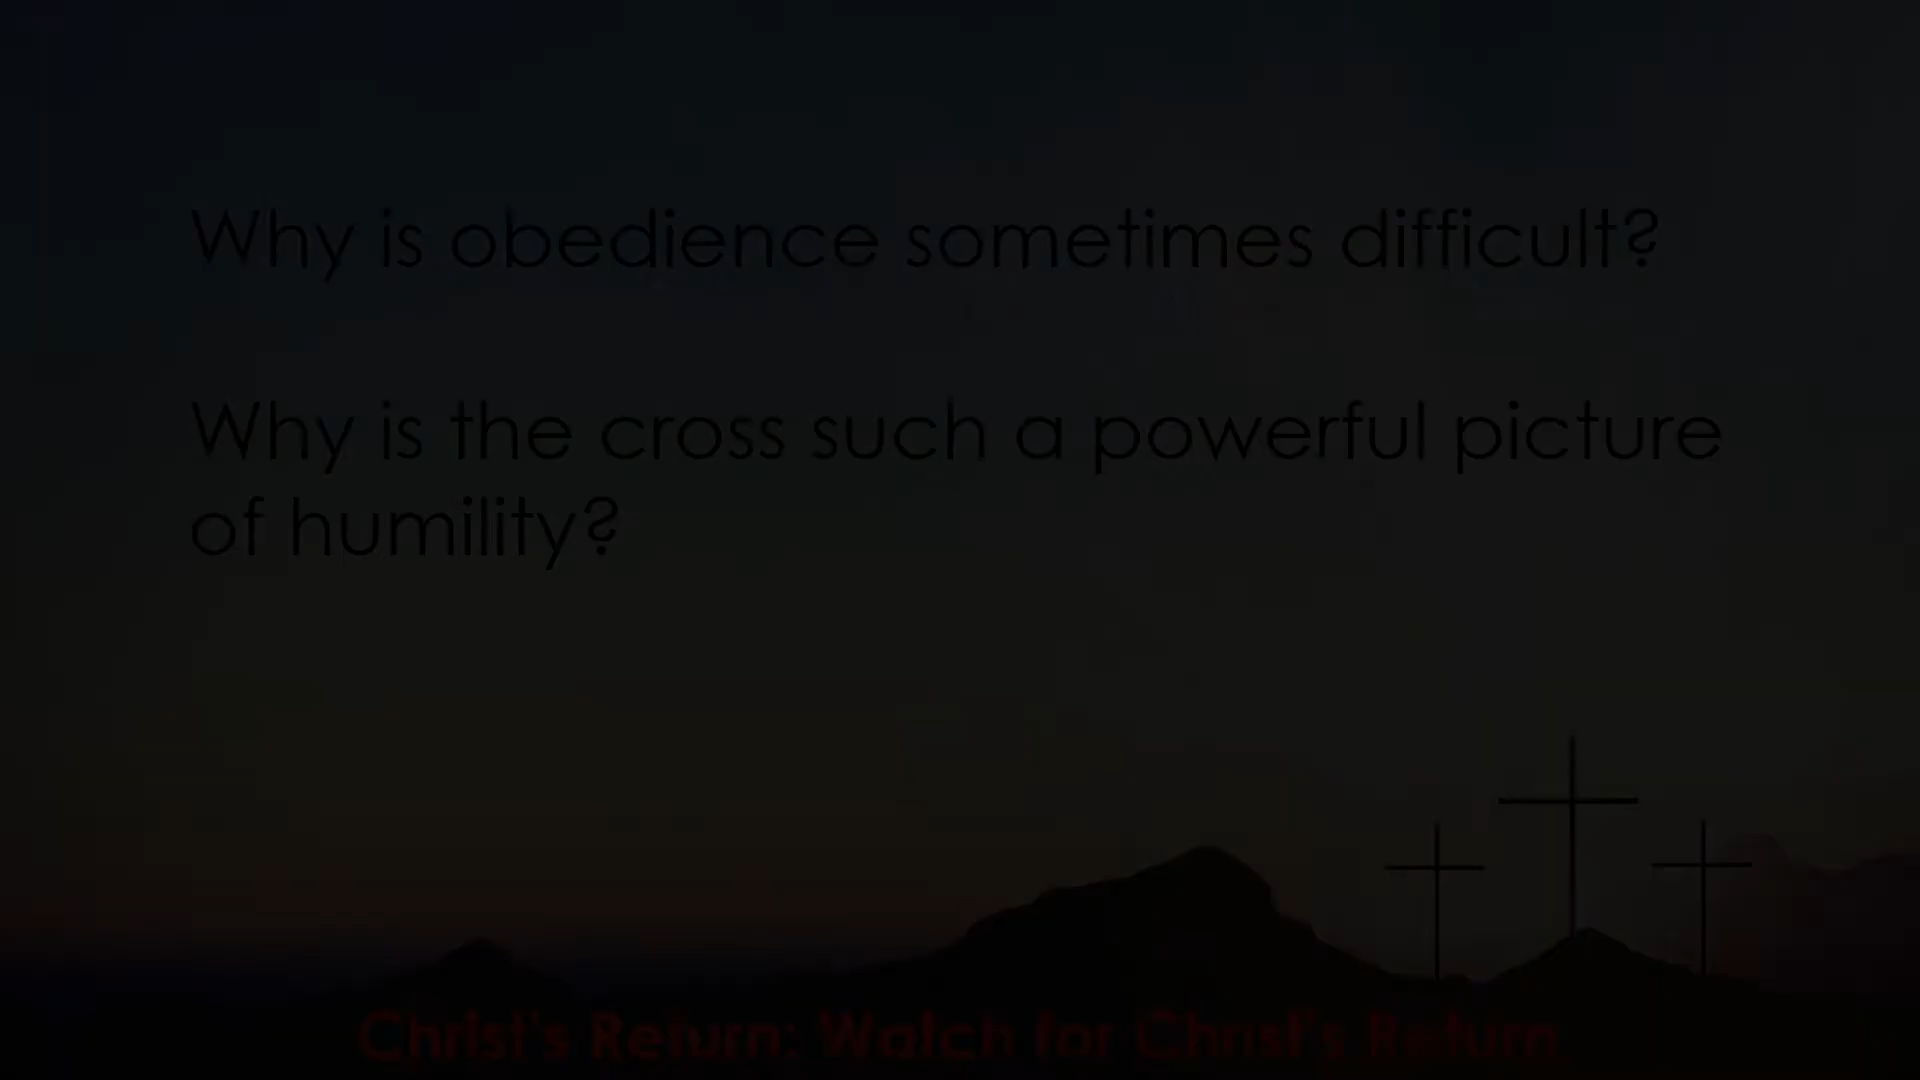 Why is obedience sometimes difficult?
Why is the cross such a powerful picture
of humility?
Christ's Return: Watch for Christ's Return